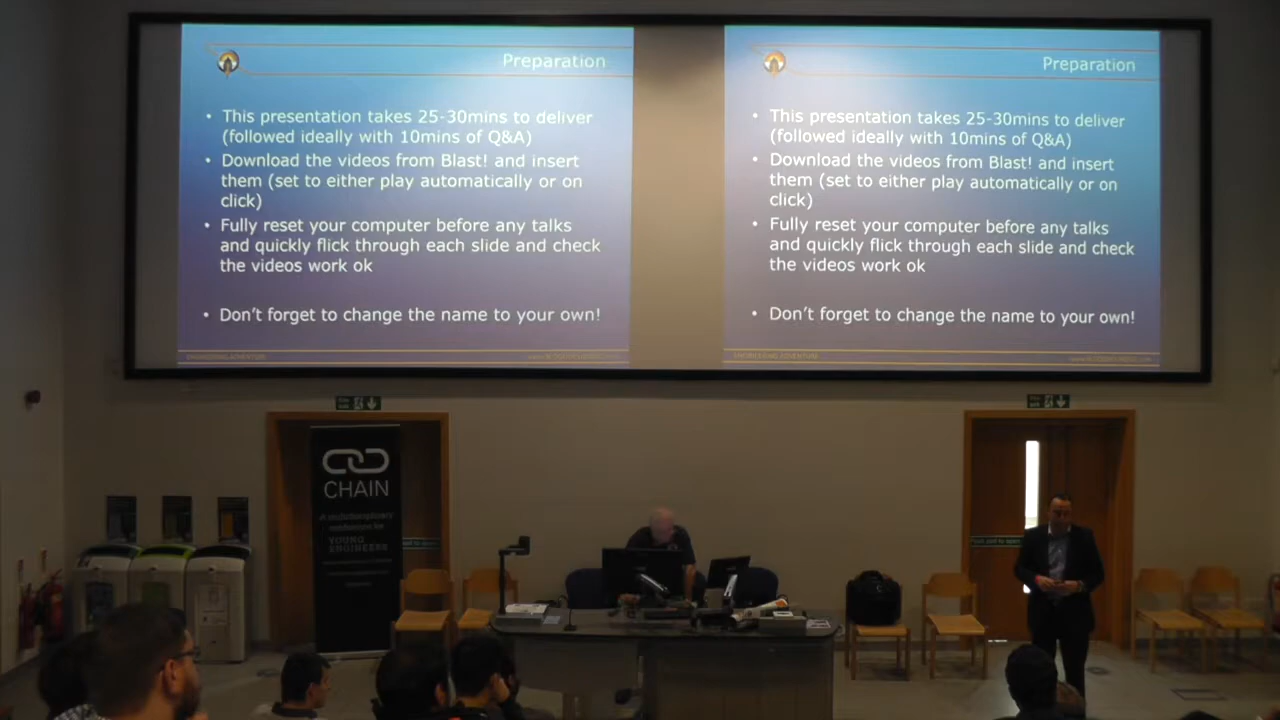 Preparation
• This presentation takes 25-30mins to deliver
(followed ideally with 10mins of Q&A)
• Download the videos from Blast! and insert
them (set to either play automatically or on
click)
• Fully reset your computer before any talks
and quickly flick through each slide and check
the videos work ok
• Don't forget to change the name to your own!
ENGINEERING ADVENTURE
Preparation
• This presentation takes 25-30mins to deliver
(followed ideally with 10mins of Q&A)
• Download the videos from Blast! and insert
them (set to either play automatically or on
click)
• Fully reset your computer before any talks
and quickly flick through each slide and check
the videos work ok
• Don't forget to change the name to your own!
ENGINEERING ADVENTURE
CHAIN
YOUNG
ENGINEERS